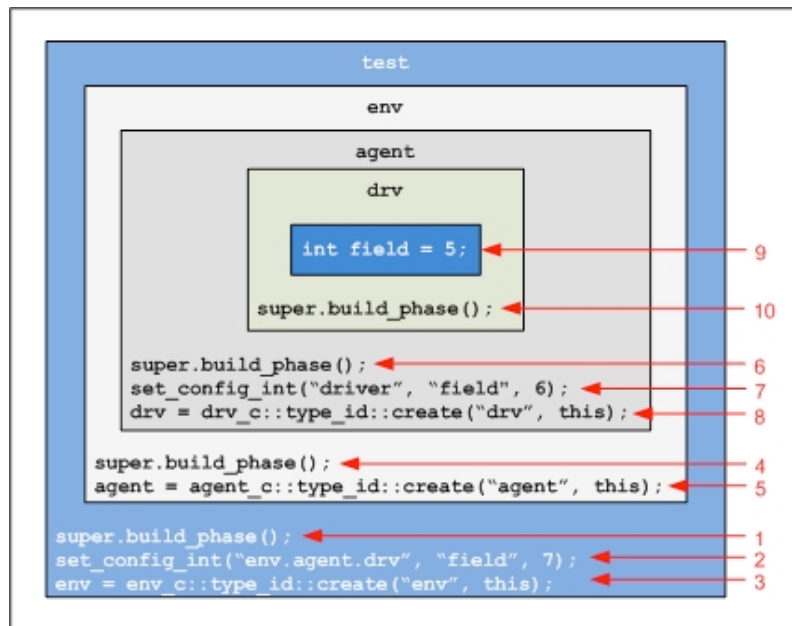 test
env
agent
drv
int field = 5; 9
super.build_phase(); 10
super.build_phase(); 6
set_config_int(“driver”, “field", 6); 7
drv = drv_c::type_id::create(“drv”, this); 8
super.build_phase(); 4
agent = agent_c::type_id::create(“agent”, this); 5
super.build_phase(); 1
set_config_int(“env.agent.drv”, “field”, 7); 2
env = env_c::type_id::create(“env”, this); 3